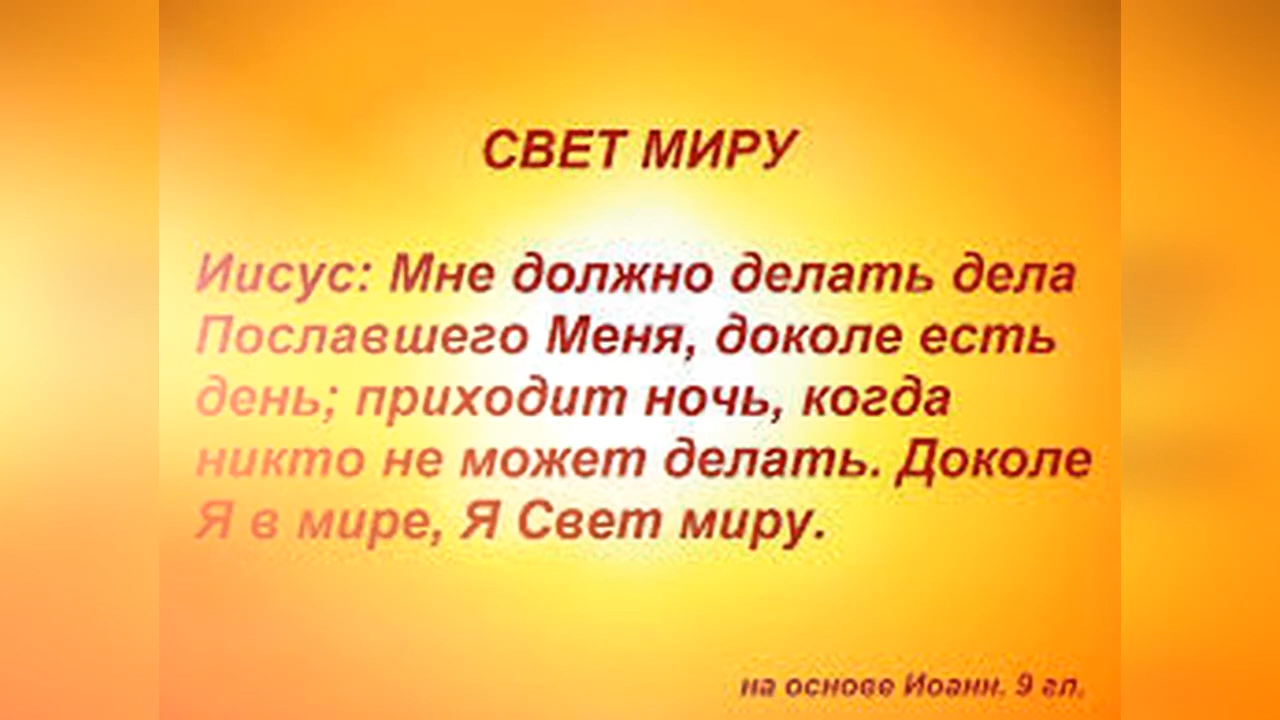 СВЕТ МИРУ
Иисус: Мне должно делать дела
Пославшего Меня, доколе есть
день; приходит ночь, когда
никто не может делать. Доколе
Я в мире, Я Свет миру.
на основе Иоанн. 9 гл.